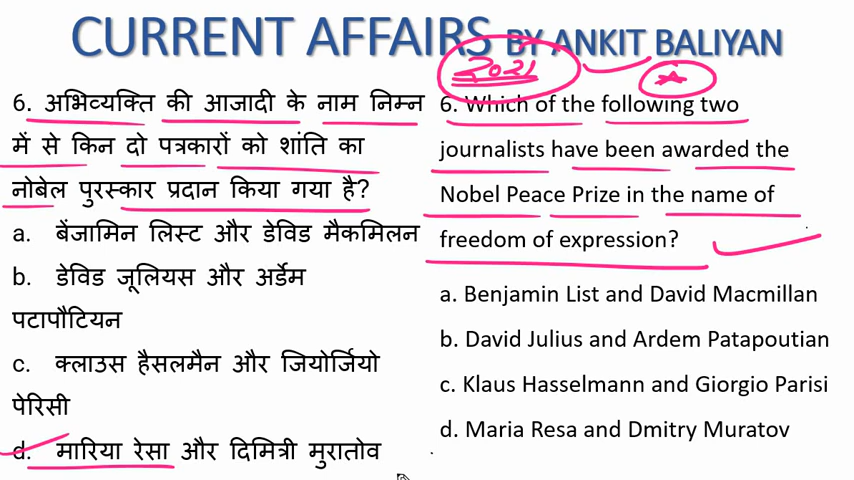 CURRENT AFFAIRS BY ANKIT BALIYAN
2021
6. अभिव्यक्ति की आजादी के नाम निम्न
में से किन दो पत्रकारों को शांति का
नोबेल पुरस्कार प्रदान किया गया है?
a. बेंजामिन लिस्ट और डेविड मैकमिलन
b. डेविड जूलियस और अर्डेम
पटापौटियन
c. क्लाउस हैसलमैन और जियोर्जियो
पेरिसी
d. मारिया रेसा और दिमित्री मुरातोव
6. Which of the following two
journalists have been awarded the
Nobel Peace Prize in the name of
freedom of expression?
a. Benjamin List and David Macmillan
b. David Julius and Ardem Patapoutian
c. Klaus Hasselmann and Giorgio Parisi
d. Maria Resa and Dmitry Muratov